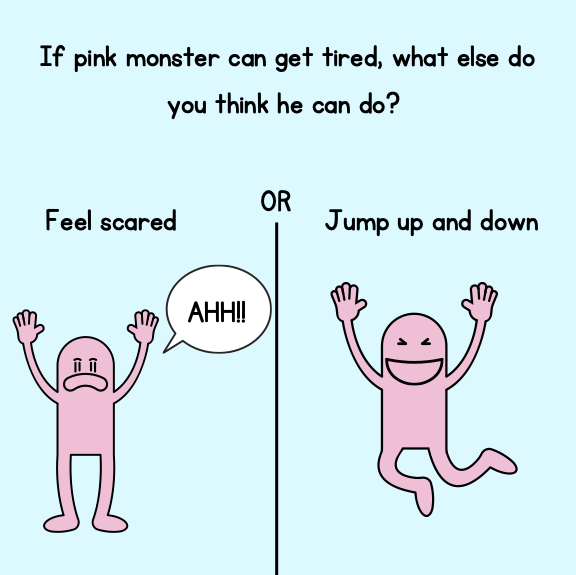 If pink monster can get tired, what else do
you think he can do?
OR
Feel scared
Jump up and down
AHH!!